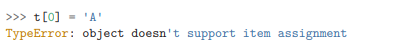 >>> t[0] = 'A'
TypeError: object doesn't support item assignment